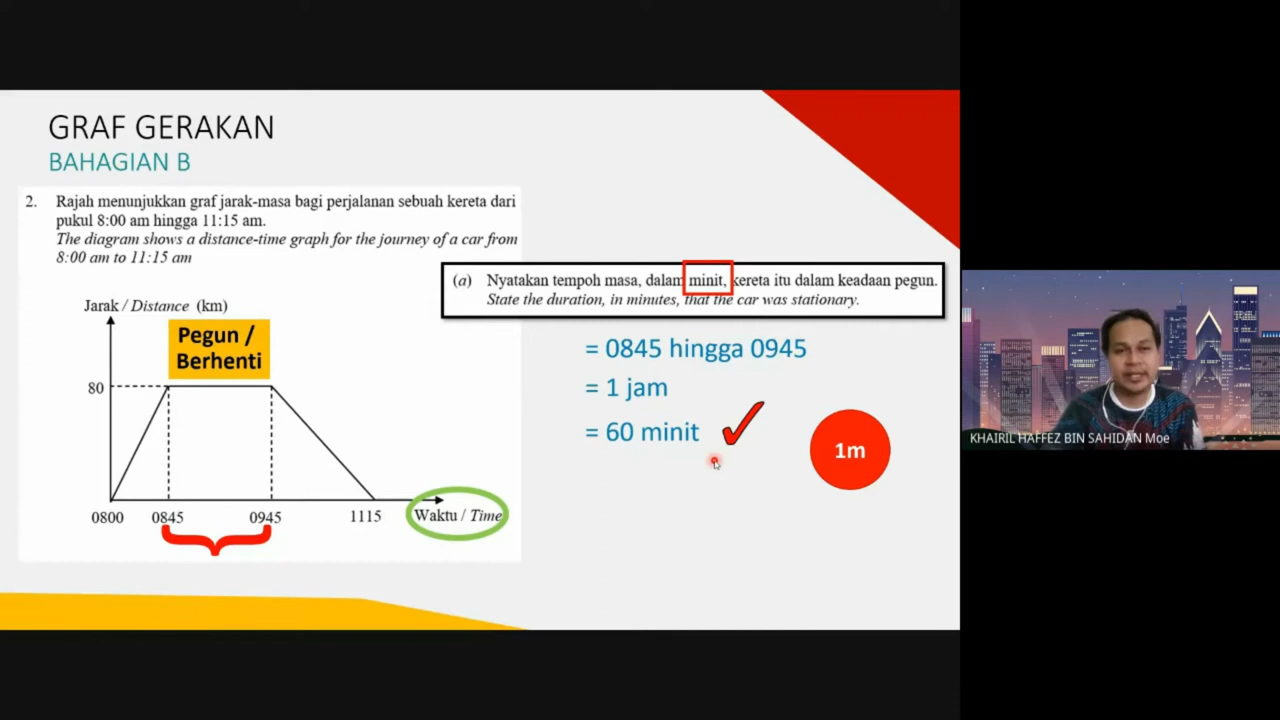 GRAF GERAKAN
BAHAGIAN B
2. Rajah menunjukkan graf jarak-masa bagi perjalanan sebuah kereta dari
pukul 8:00 am hingga 11:15 am.
The diagram shows a distance-time graph for the journey of a car from
8:00 am to 11:15 am
(a) Nyatakan tempoh masa, dalam minit, kereta itu dalam keadaan pegun.
State the duration, in minutes, that the car was stationary.
Jarak / Distance (km)
Pegun /
Berhenti
80
0800 0845 0945 1115 Waktu / Time
= 0845 hingga 0945
= 1 jam
= 60 minit
1m
KHAIRIL HAFFEZ BIN SAHIDAN Moe